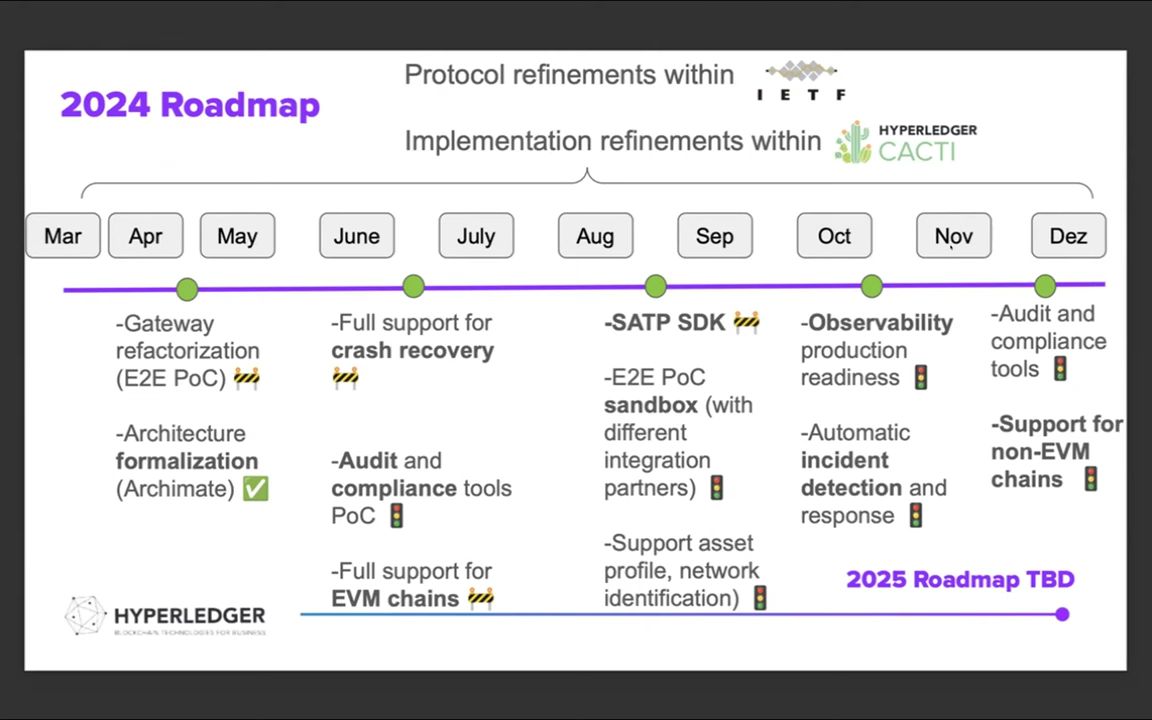 Protocol refinements within
I E T F
2024 Roadmap
Implementation refinements within
HYPERLEDGER
CACTI
Mar
Apr
May
June
July
Aug
Sep
Oct
Nov
Dez
-Gateway
refactorization
(E2E PoC) 🚧
-Architecture
formalization
(Archimate) ✅
-Full support for
crash recovery
🚧
-Audit and
compliance tools
PoC 🚦
-Full support for
EVM chains 🚧
-SATP SDK 🚧
-E2E PoC
sandbox (with
different
integration
partners) 🚦
-Support asset
profile, network
identification) 🚦
-Observability
production
readiness 🚦
-Automatic
incident
detection and
response 🚦
-Audit and
compliance
tools 🚦
-Support for
non-EVM
chains 🚦
2025 Roadmap TBD
HYPERLEDGER
BLOCKCHAIN TECHNOLOGIES FOR BUSINESS